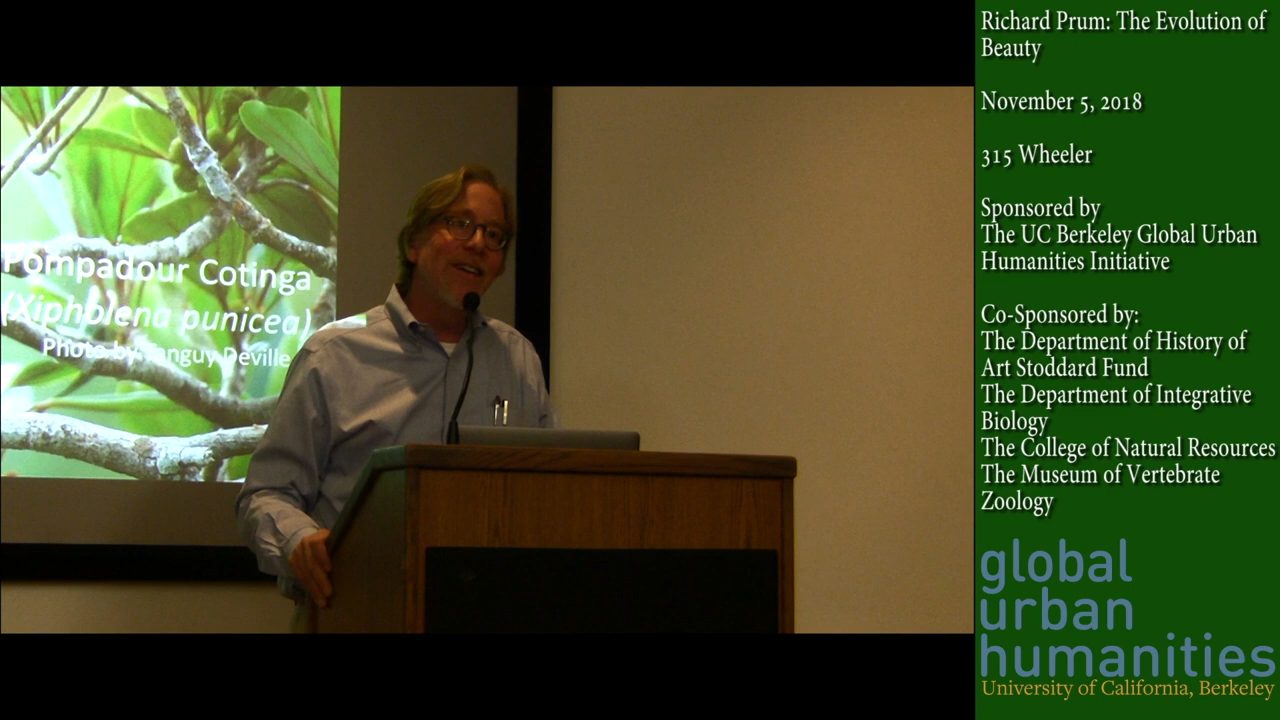 Pompadour Cotinga
(Xipholena punicea)
Photo by Tanguy Deville
Richard Prum: The Evolution of
Beauty
November 5, 2018
315 Wheeler
Sponsored by
The UC Berkeley Global Urban
Humanities Initiative
Co-Sponsored by:
The Department of History of
Art Stoddard Fund
The Department of Integrative
Biology
The College of Natural Resources
The Museum of Vertebrate
Zoology
global
urban
humanities
University of California, Berkeley